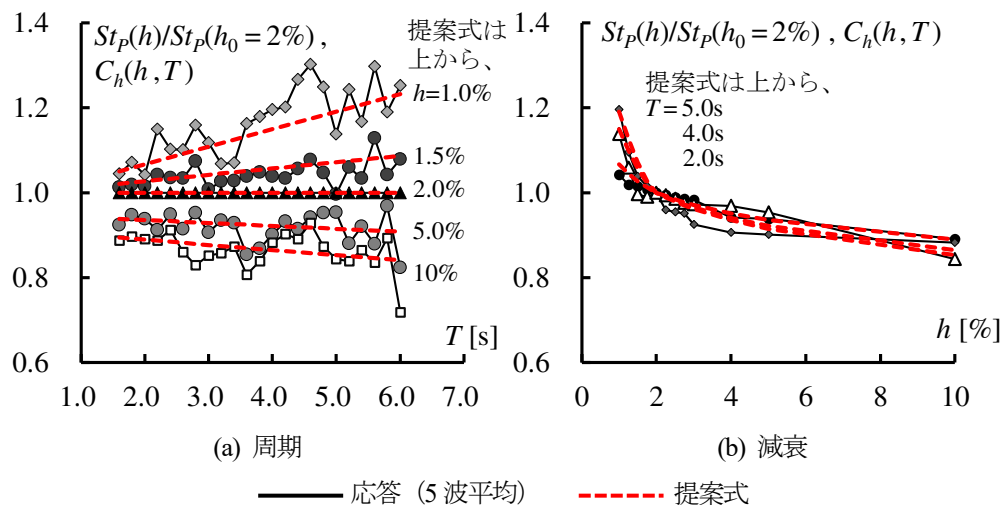 St_P(h)/St_P(h_0 = 2%) ,
C_h(h , T)
提案式は
上から、
h=1.0%
1.5%
2.0%
5.0%
10%
1.4
1.2
1.0
0.8
0.6
T [s]
1.0 2.0 3.0 4.0 5.0 6.0 7.0
(a) 周期
St_P(h)/St_P(h_0 = 2%) , C_h(h , T)
提案式は上から、
T = 5.0s
4.0s
2.0s
1.4
1.2
1.0
0.8
0.6
h [%]
0 2 4 6 8 10
(b) 減衰
応答（5 波平均） 提案式